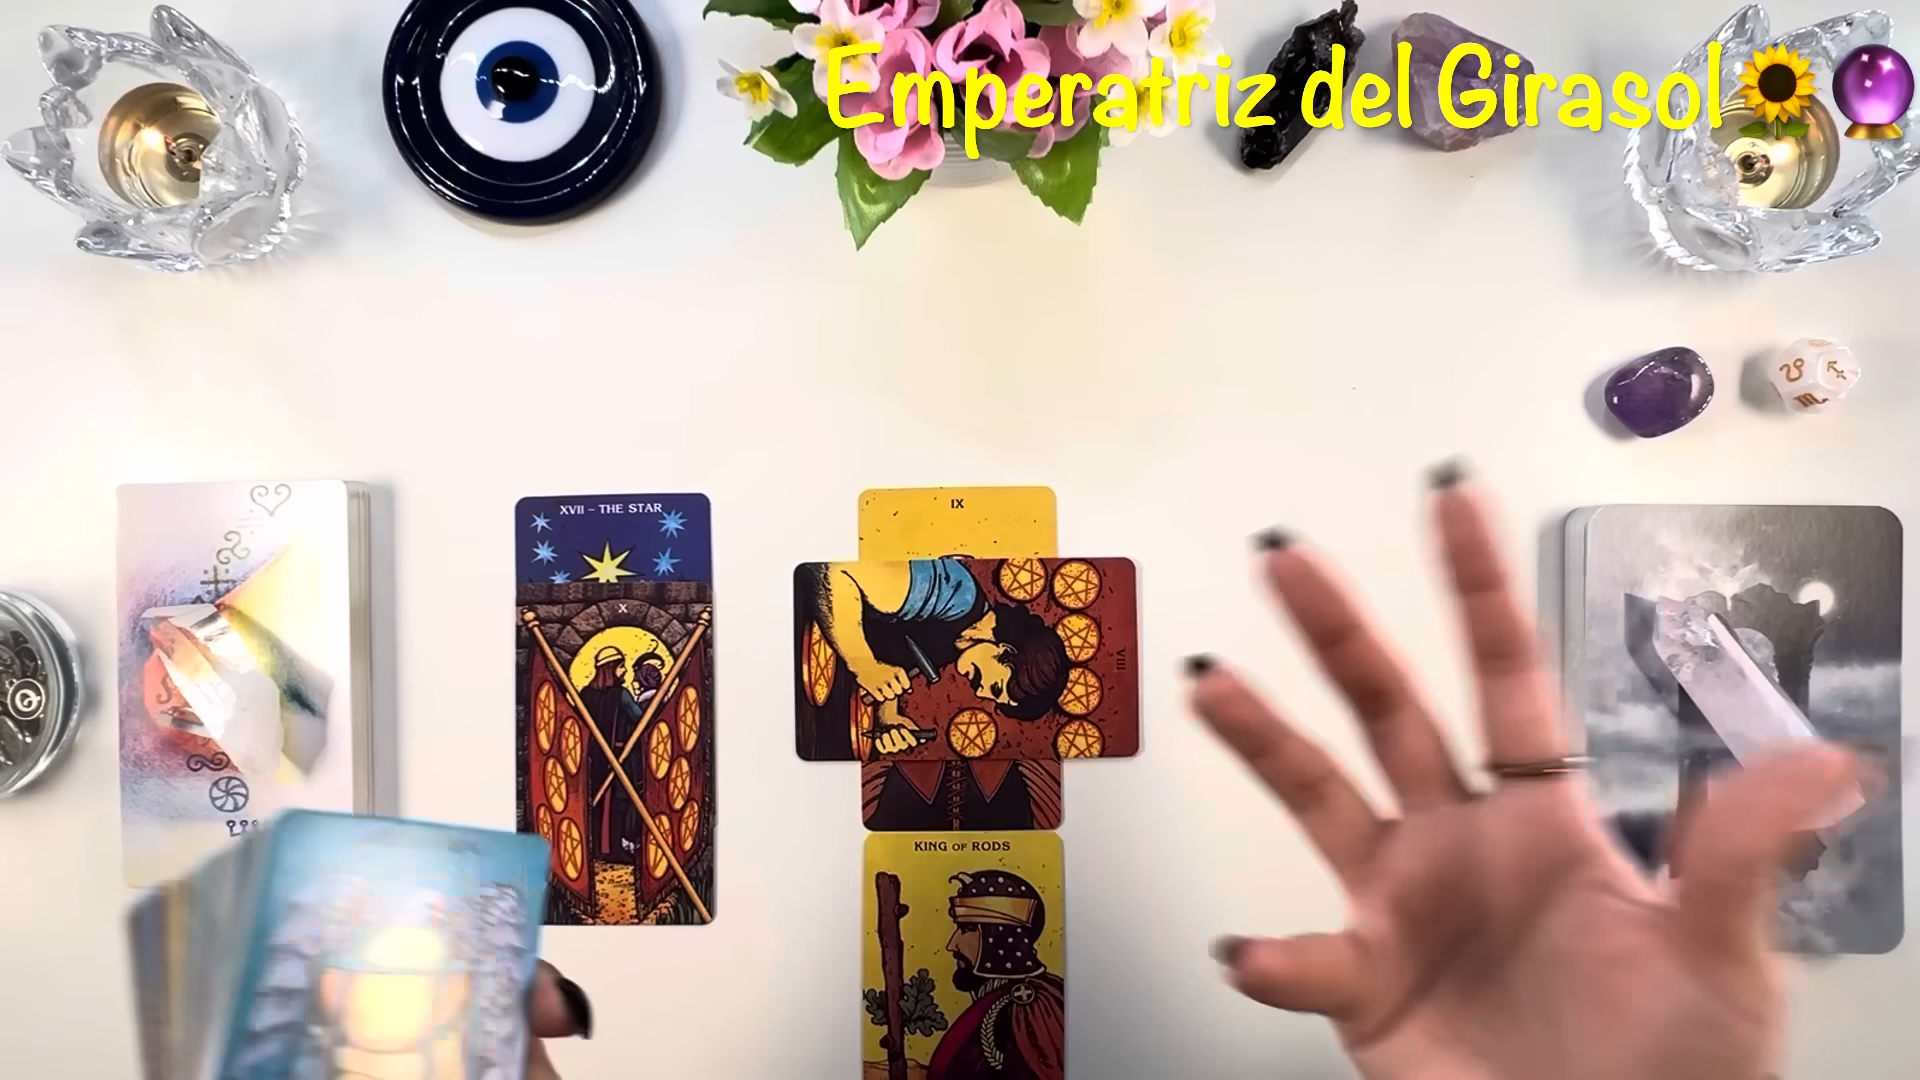 Emperatriz del Girasol🌻🔮
XVII – THE STAR
IX
X
VIII
KING OF RODS